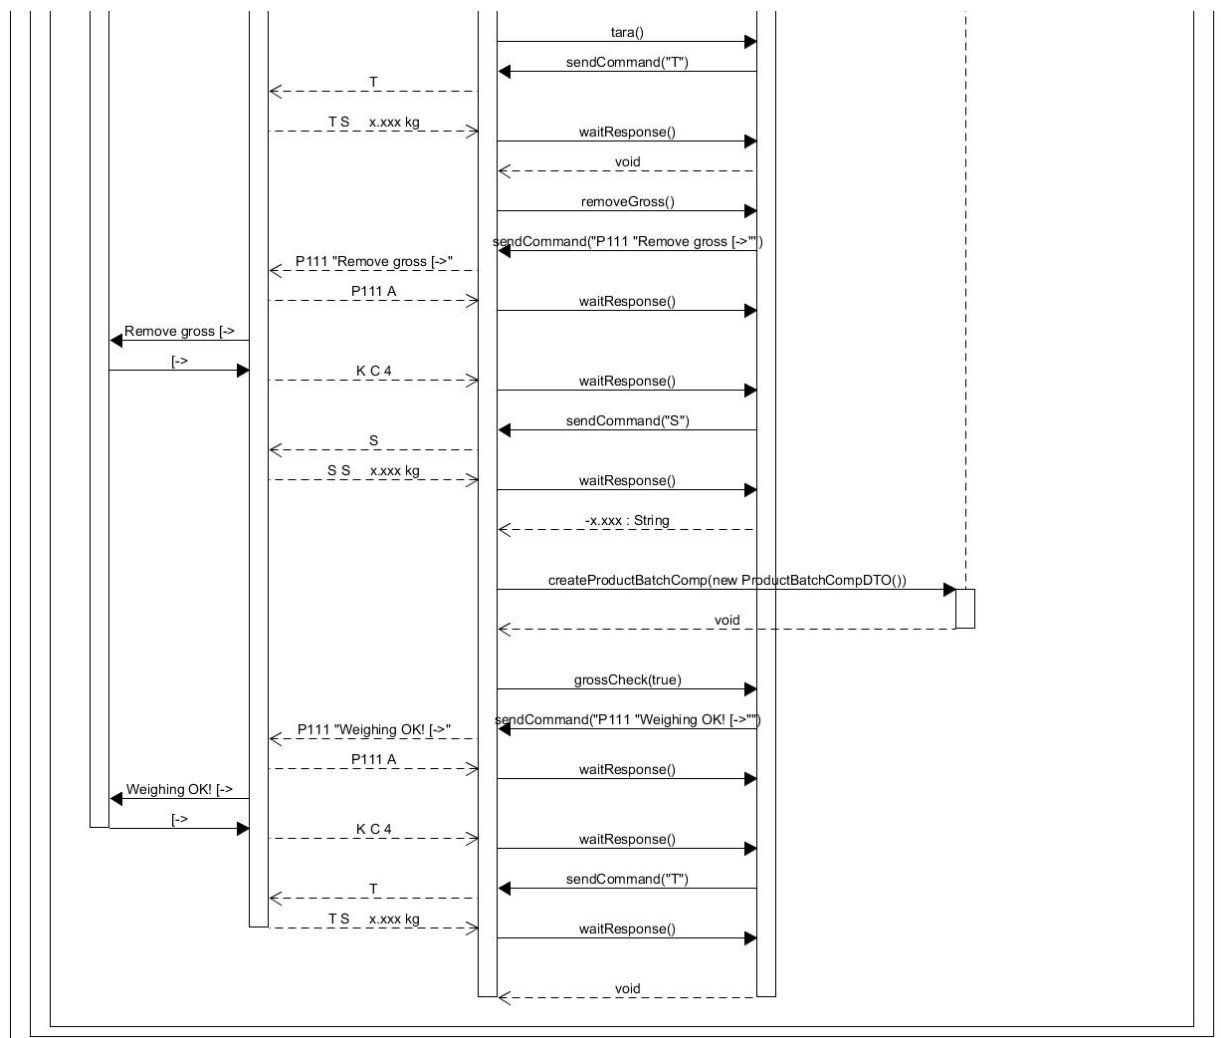 tara()
sendCommand("T")
T
T S     x.xxx kg
waitResponse()
void
removeGross()
sendCommand("P111 "Remove gross [->"")
P111 "Remove gross [->"
P111 A
waitResponse()
Remove gross [->
[->
K C 4
waitResponse()
sendCommand("S")
S
S S     x.xxx kg
waitResponse()
-x.xxx : String
createProductBatchComp(new ProductBatchCompDTO())
void
grossCheck(true)
sendCommand("P111 "Weighing OK! [->"")
P111 "Weighing OK! [->"
P111 A
waitResponse()
Weighing OK! [->
[->
K C 4
waitResponse()
sendCommand("T")
T
T S     x.xxx kg
waitResponse()
void